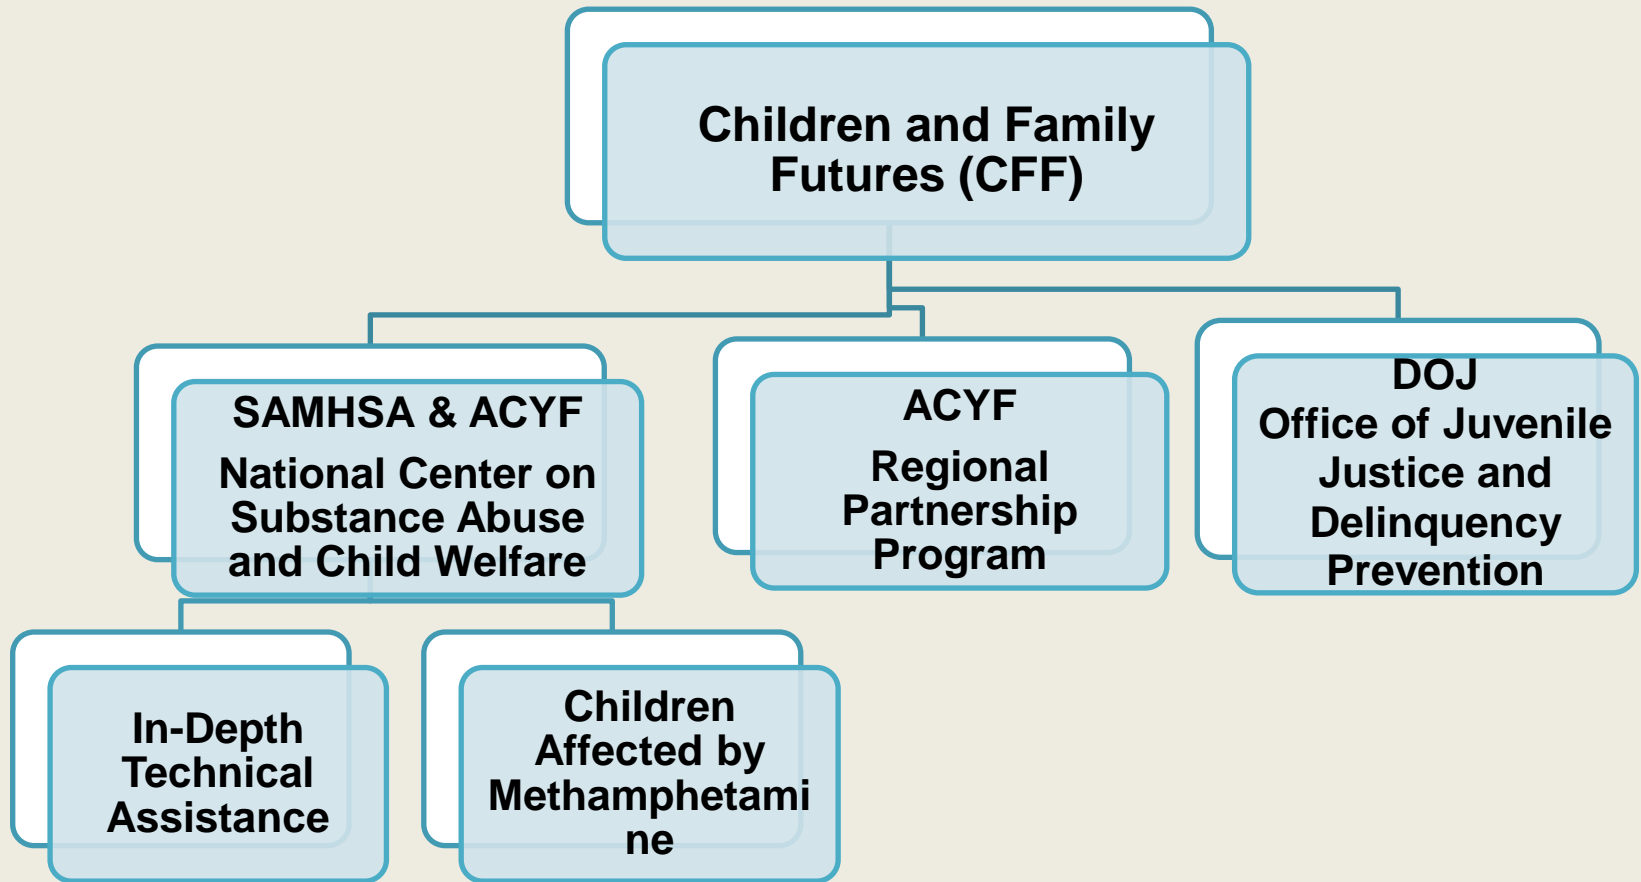 Children and Family
Futures (CFF)
SAMHSA & ACYF
National Center on
Substance Abuse
and Child Welfare
ACYF
Regional
Partnership
Program
DOJ
Office of Juvenile
Justice and
Delinquency
Prevention
In-Depth
Technical
Assistance
Children
Affected by
Methamphetami
ne